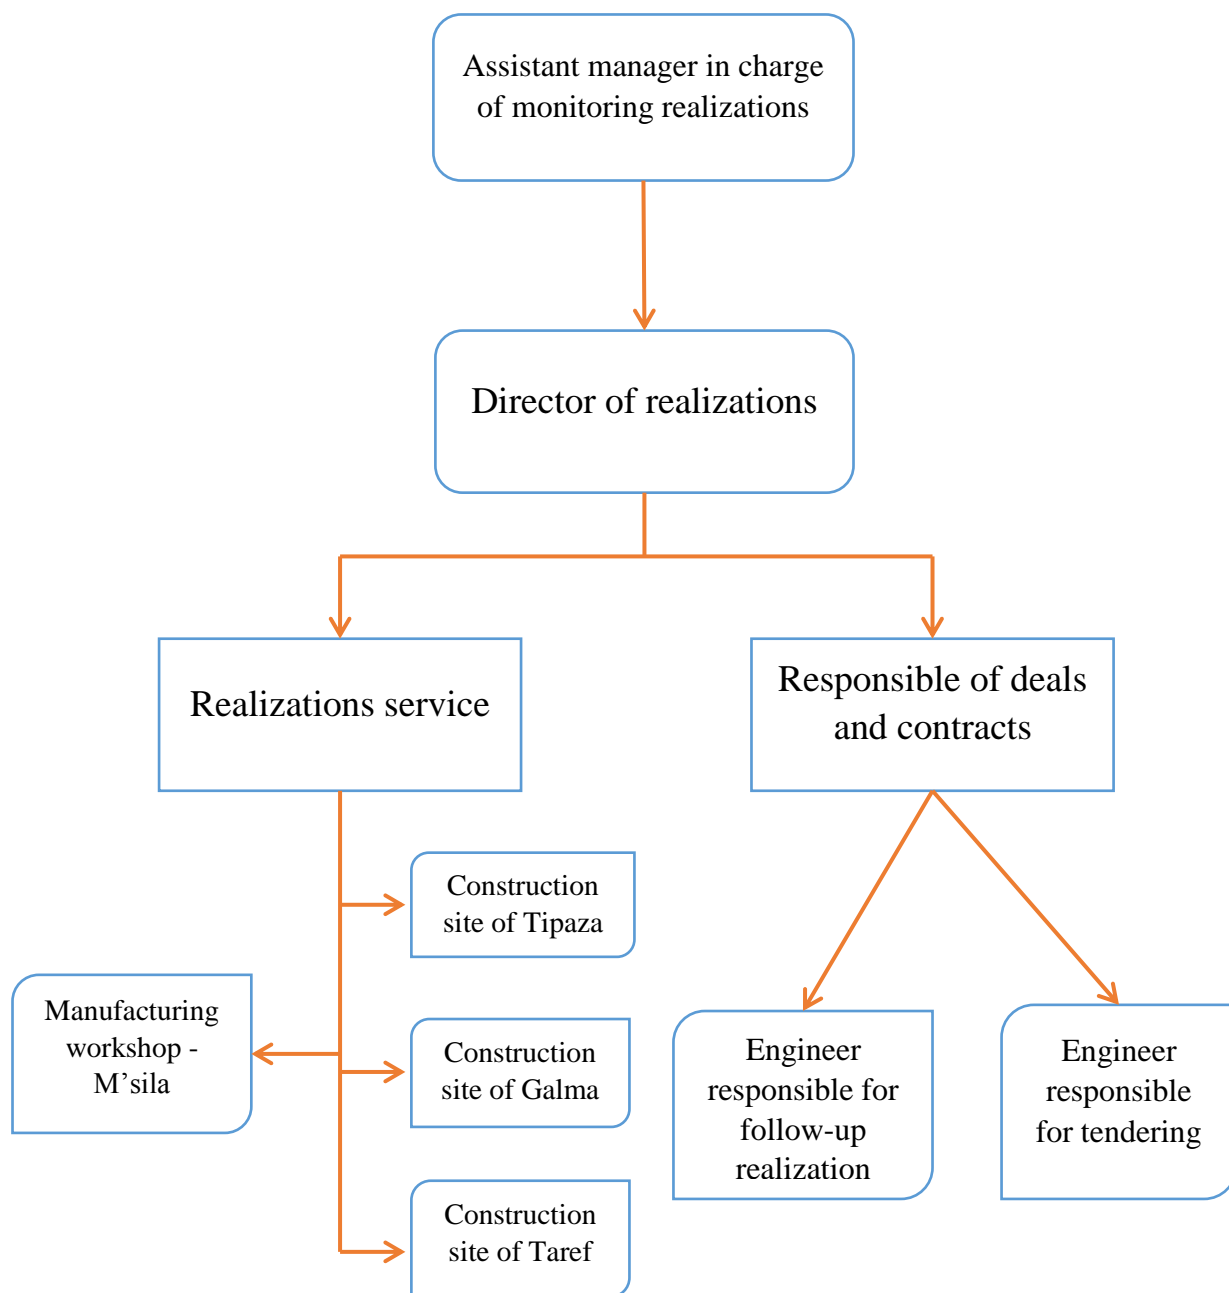 Assistant manager in charge
of monitoring realizations
Director of realizations
Realizations service
Responsible of deals
and contracts
Construction
site of Tipaza
Manufacturing
workshop -
M’sila
Construction
site of Galma
Construction
site of Taref
Engineer
responsible for
follow-up
realization
Engineer
responsible
for tendering